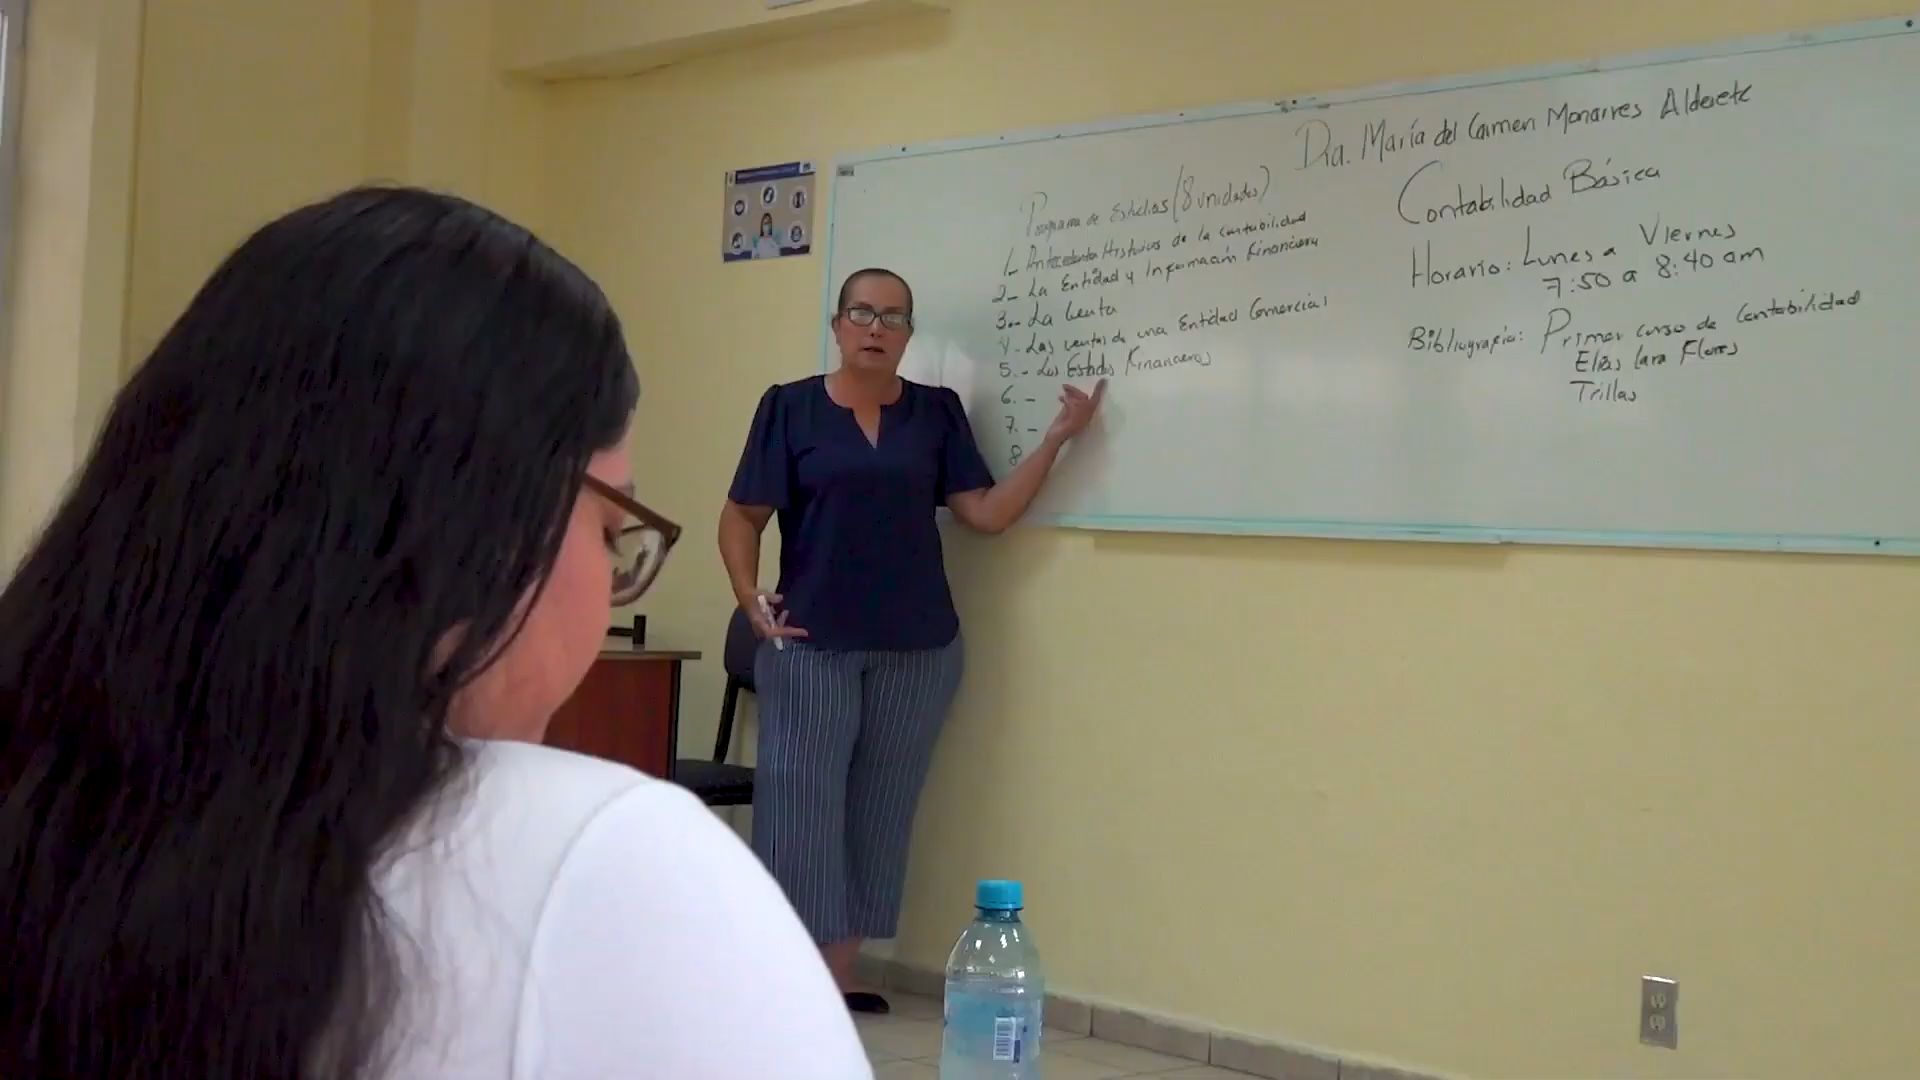 Dra. María del Carmen Monarres Alderete
Contabilidad Básica
Horario: Lunes a Viernes
7:50 a 8:40 am
Bibliografía: Primer curso de Contabilidad
Elías Lara Flores
Trillas
Programa de Estudios (8 unidades)
1.- Antecedentes Históricos de la contabilidad
2.- La Entidad y Información Financiera
3.- La Cuenta
4.- Las cuentas de una Entidad Comercial
5.- Los Estados Financieros
6. -
7. -
8